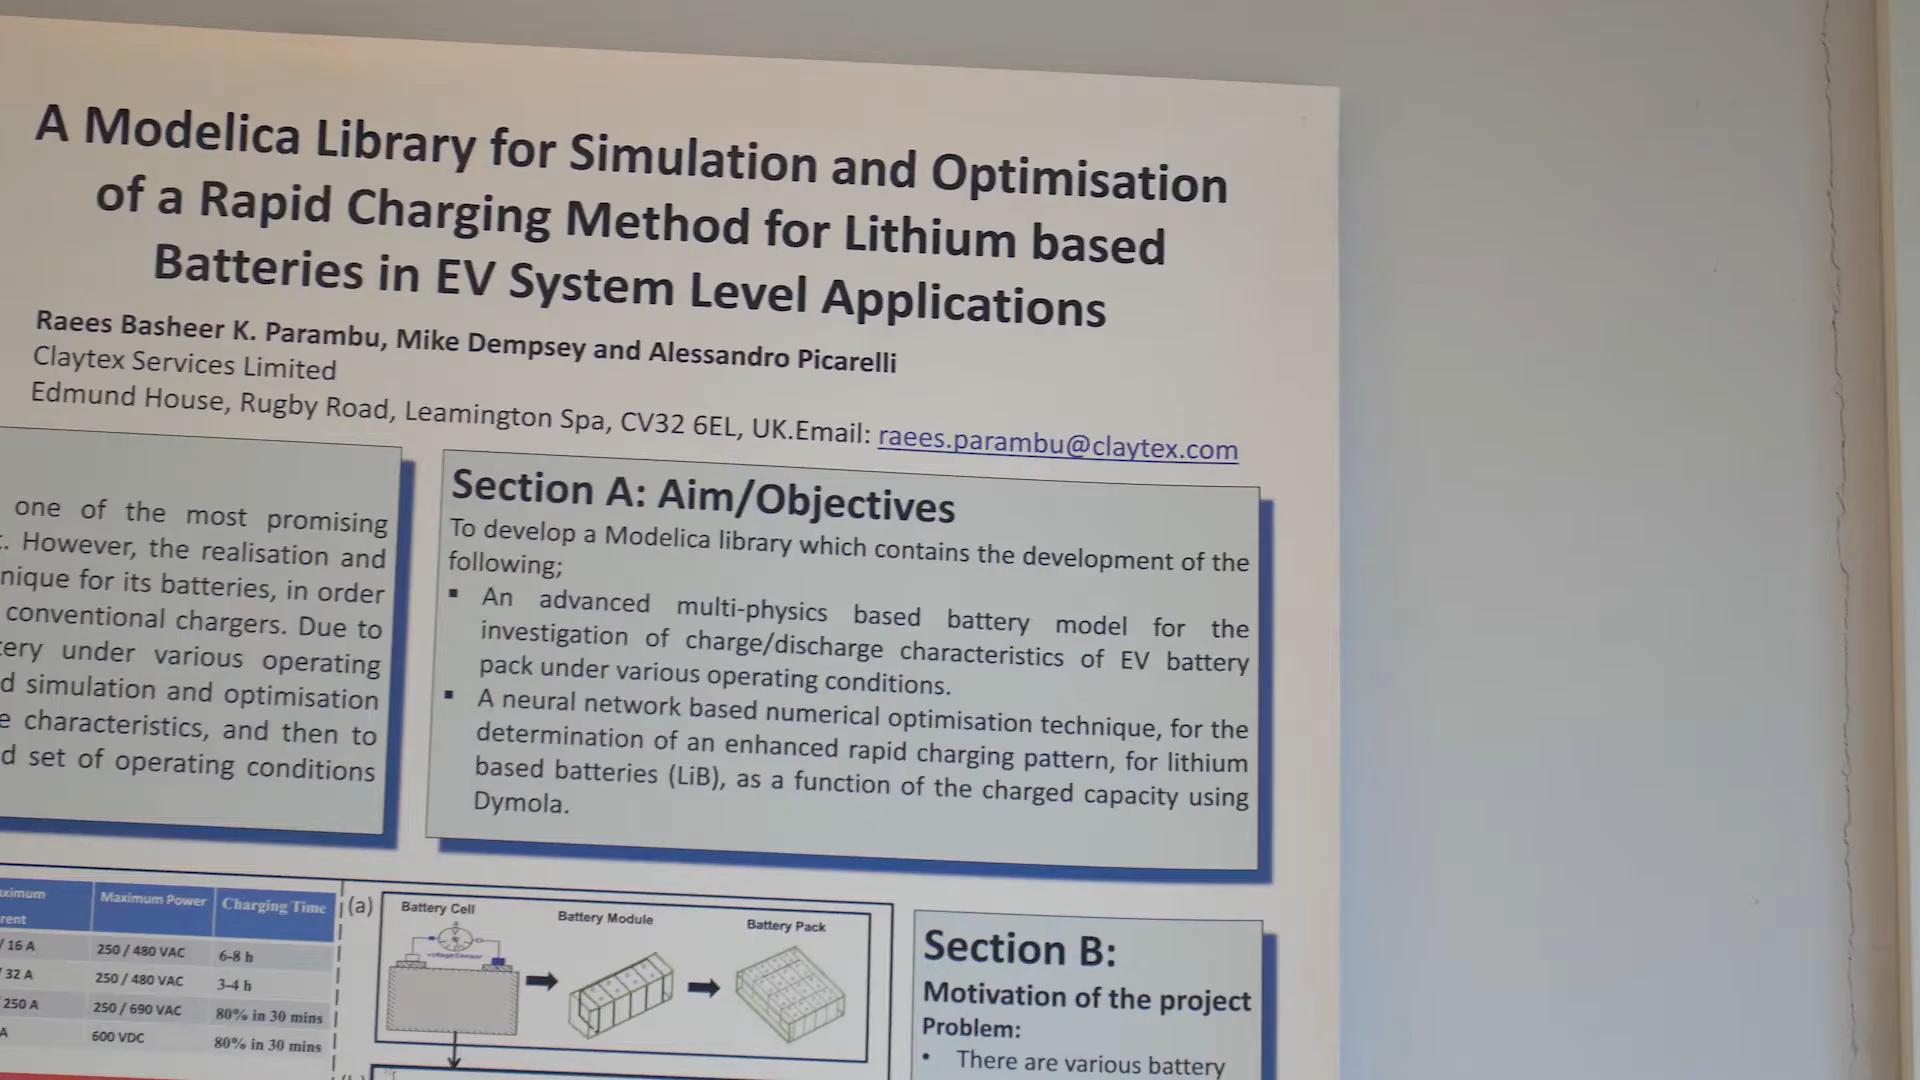 A Modelica Library for Simulation and Optimisation
of a Rapid Charging Method for Lithium based
Batteries in EV System Level Applications
Raees Basheer K. Parambu, Mike Dempsey and Alessandro Picarelli
Claytex Services Limited
Edmund House, Rugby Road, Leamington Spa, CV32 6EL, UK.Email: raees.parambu@claytex.com
one of the most promising
However, the realisation and
for its batteries, in order
conventional chargers. Due to
under various operating
simulation and optimisation
characteristics, and then to
set of operating conditions
Section A: Aim/Objectives
To develop a Modelica library which contains the development of the
following;
▪ An advanced multi-physics based battery model for the
investigation of charge/discharge characteristics of EV battery
pack under various operating conditions.
▪ A neural network based numerical optimisation technique, for the
determination of an enhanced rapid charging pattern, for lithium
based batteries (LiB), as a function of the charged capacity using
Dymola.
Maximum Power Charging Time
/ 16 A 250 / 480 VAC 6-8 h
/ 32 A 250 / 480 VAC 3-4 h
250 A 250 / 690 VAC 80% in 30 mins
A 600 VDC 80% in 30 mins
(a)
Battery Cell
voltageSensor
Battery Module
Battery Pack
Section B:
Motivation of the project
Problem:
• There are various battery